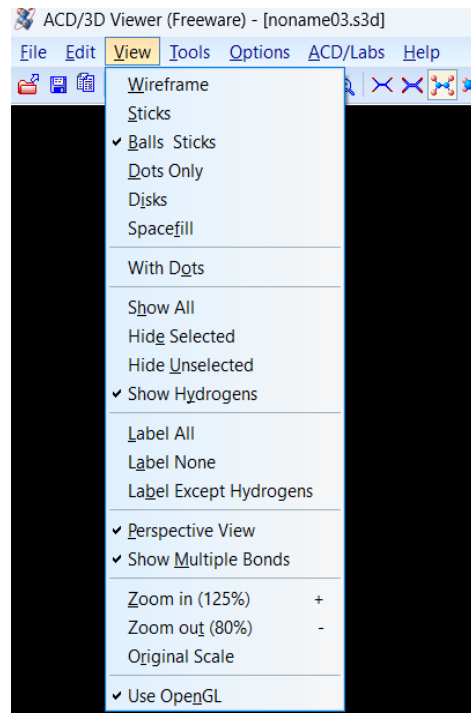 ACD/3D Viewer (Freeware) - [noname03.s3d]
File Edit View Tools Options ACD/Labs Help
Wireframe
Sticks
Balls Sticks
Dots Only
Disks
Spacefill
With Dots
Show All
Hide Selected
Hide Unselected
Show Hydrogens
Label All
Label None
Label Except Hydrogens
Perspective View
Show Multiple Bonds
Zoom in (125%) +
Zoom out (80%) -
Original Scale
Use OpenGL